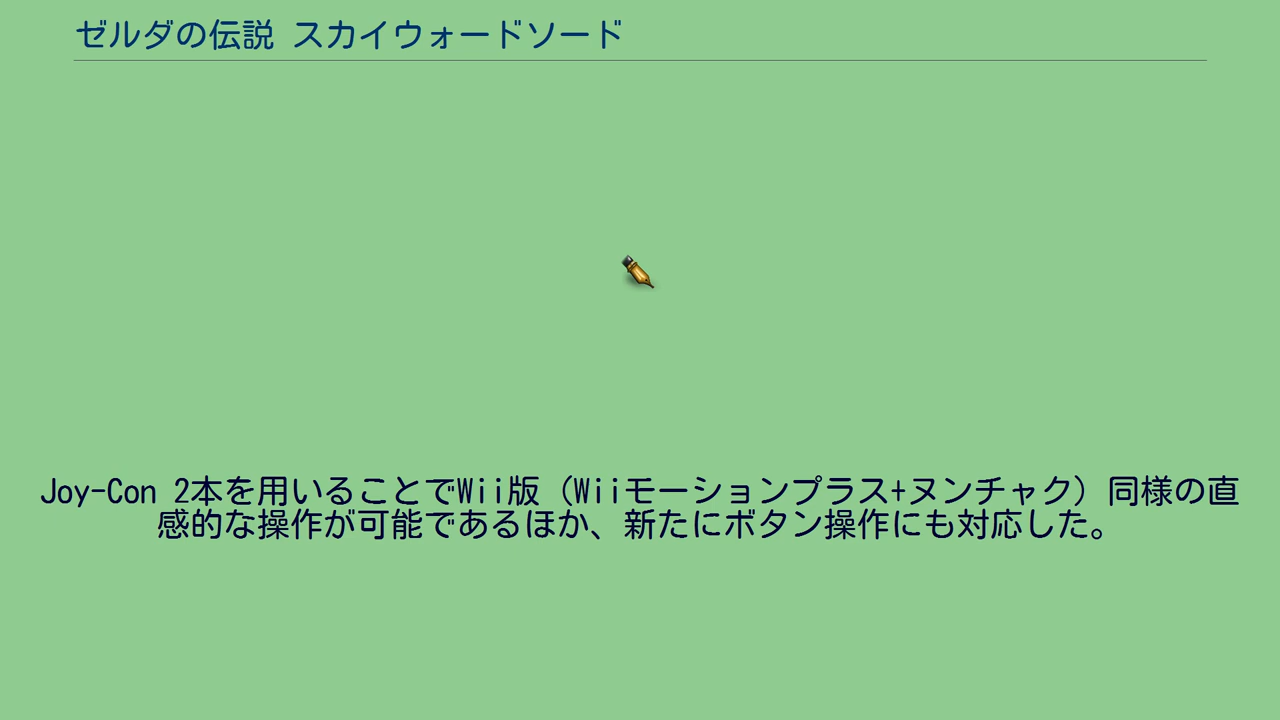 ゼルダの伝説 スカイウォードソード
Joy-Con 2本を用いることでWii版（Wiiモーションプラス+ヌンチャク）同様の直
感的な操作が可能であるほか、新たにボタン操作にも対応した。